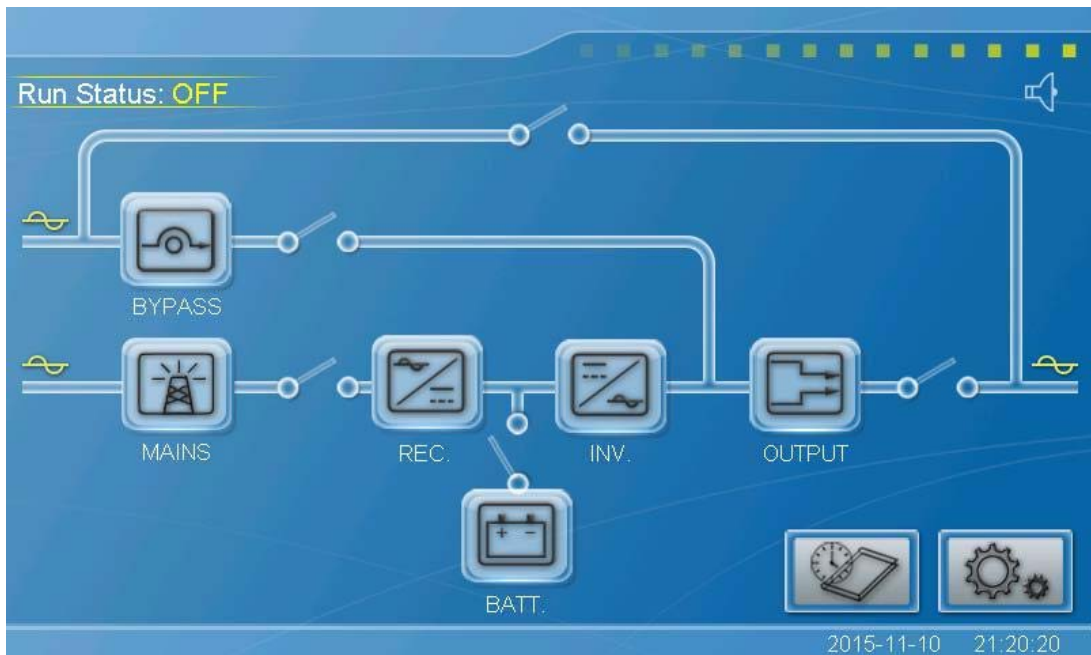 Run Status: OFF
BYPASS
MAINS
REC.
INV.
OUTPUT
BATT.
2015-11-10 21:20:20